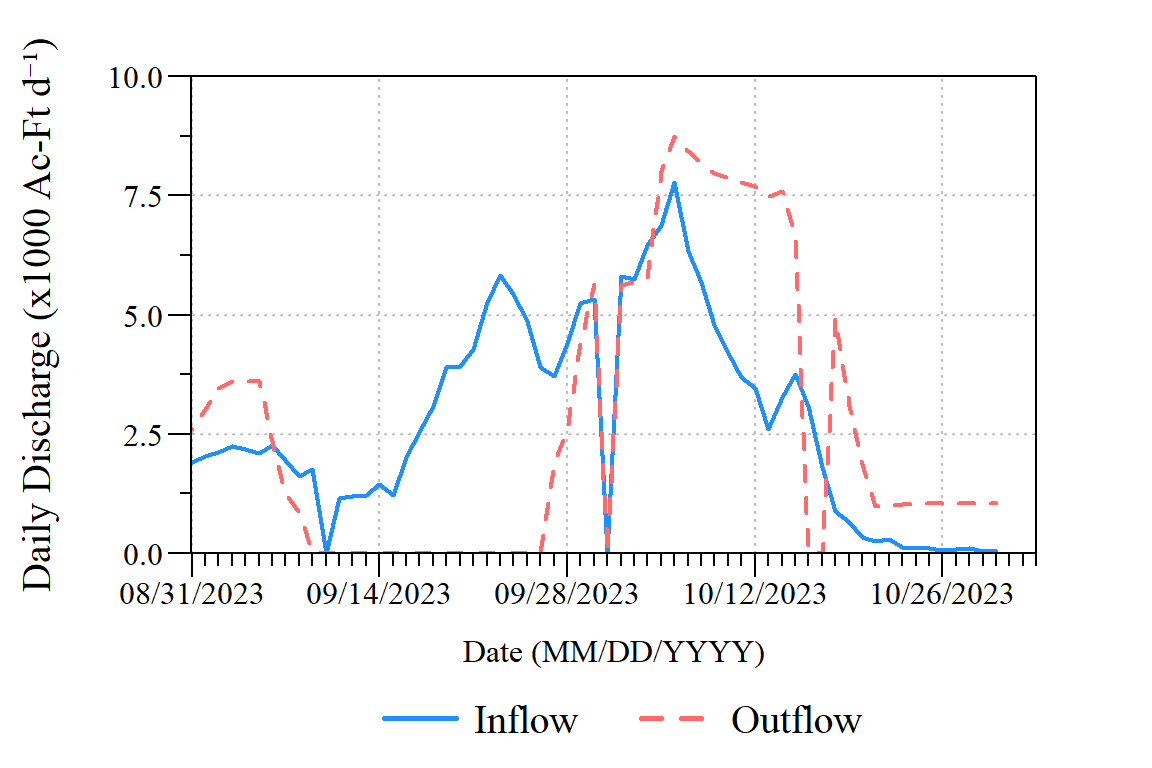 Daily Discharge (x1000 Ac-Ft d⁻¹)
10.0
7.5
5.0
2.5
0.0
08/31/2023 09/14/2023 09/28/2023 10/12/2023 10/26/2023
Date (MM/DD/YYYY)
Inflow Outflow